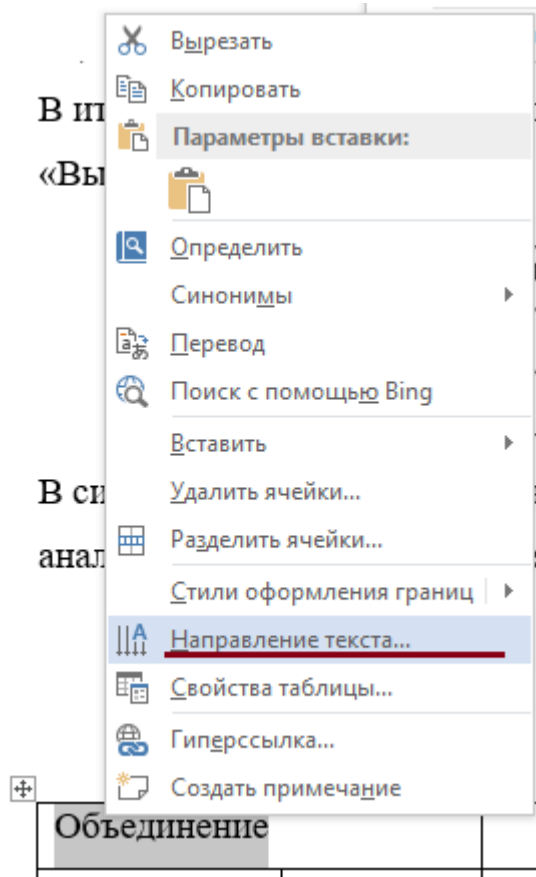 Вырезать
В ит
Копировать
Параметры вставки:
«Вы
Определить
Синонимы
Перевод
Поиск с помощью Bing
Вставить
В си
Удалить ячейки...
Разделить ячейки...
анал
Стили оформления границ
Направление текста...
Свойства таблицы...
Гиперссылка...
Создать примечание
Объединение